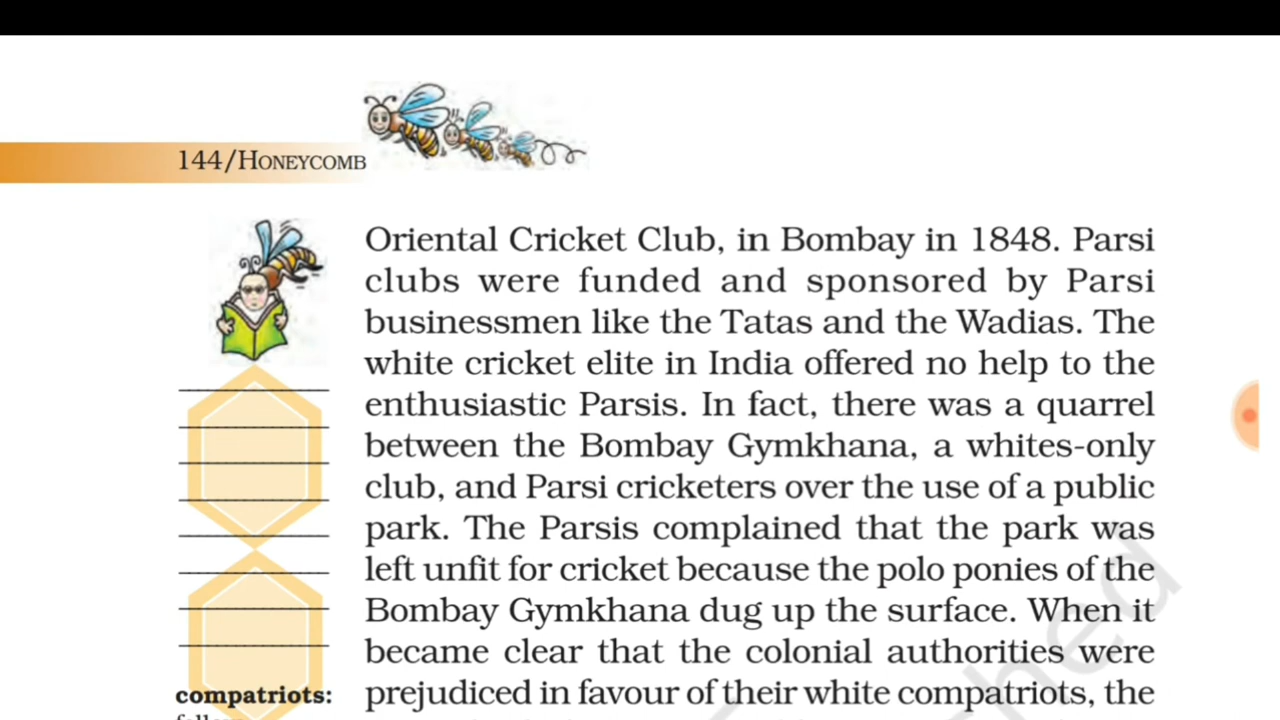 144/HONEYCOMB
Oriental Cricket Club, in Bombay in 1848. Parsi
clubs were funded and sponsored by Parsi
businessmen like the Tatas and the Wadias. The
white cricket elite in India offered no help to the
enthusiastic Parsis. In fact, there was a quarrel
between the Bombay Gymkhana, a whites-only
club, and Parsi cricketers over the use of a public
park. The Parsis complained that the park was
left unfit for cricket because the polo ponies of the
Bombay Gymkhana dug up the surface. When it
became clear that the colonial authorities were
prejudiced in favour of their white compatriots, the
compatriots: